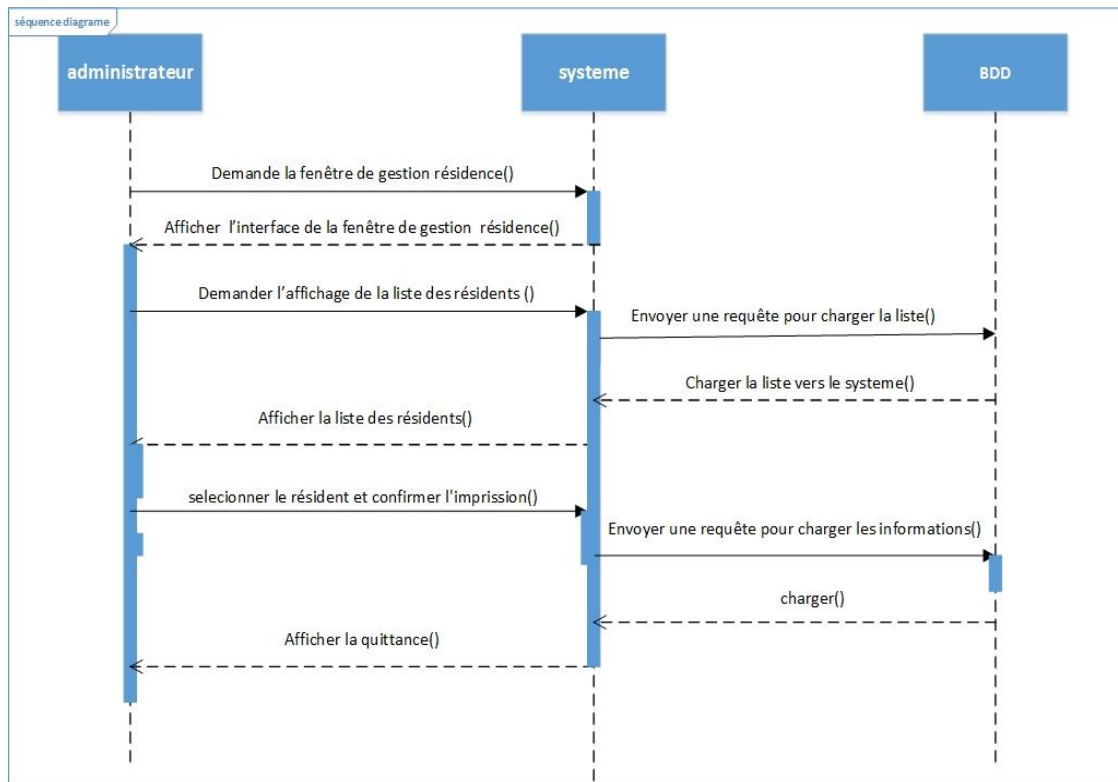 séquence diagrame
administrateur
systeme
BDD
Demande la fenêtre de gestion résidence()
Afficher l’interface de la fenêtre de gestion résidence()
Demander l’affichage de la liste des résidents ()
Envoyer une requête pour charger la liste()
Charger la liste vers le systeme()
Afficher la liste des résidents()
selecionner le résident et confirmer l'imprission()
Envoyer une requête pour charger les informations()
charger()
Afficher la quittance()